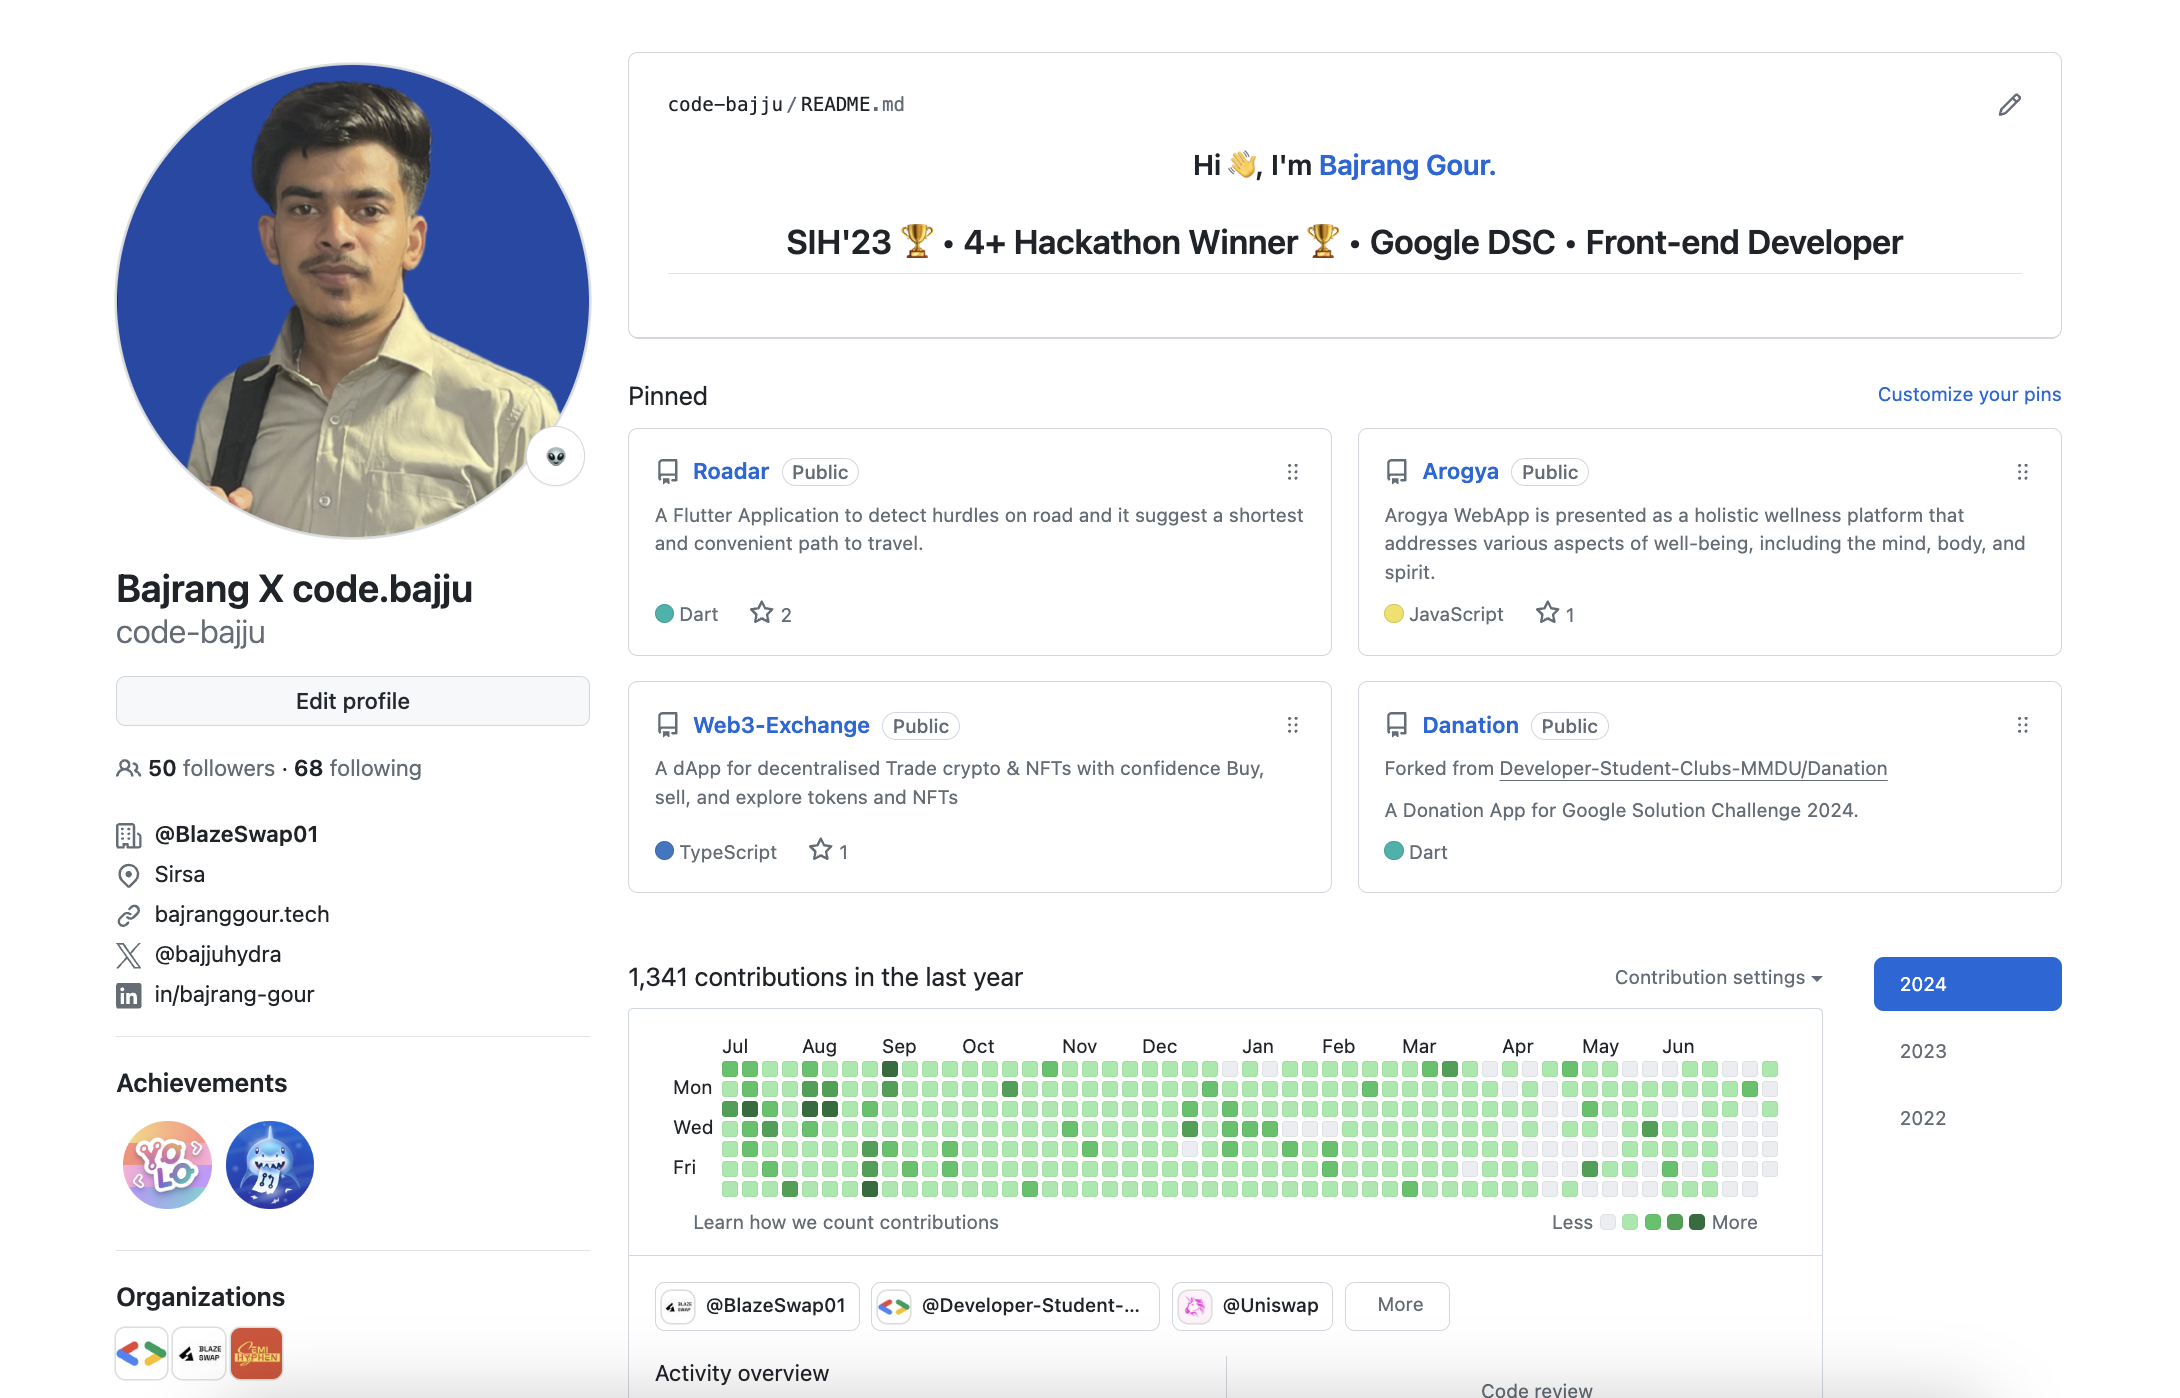 code-bajju/README.md
Hi 👋, I'm Bajrang Gour.
SIH'23 🏆 • 4+ Hackathon Winner 🏆 • Google DSC • Front-end Developer
Bajrang X code.bajju
code-bajju
Edit profile
50 followers · 68 following
@BlazeSwap01
Sirsa
bajranggour.tech
@bajjuhydra
in/bajrang-gour
Achievements
YOLO
Organizations
BLAZE
SWAP
SEMI
HYPHEN
Pinned
Customize your pins
Roadar Public
A Flutter Application to detect hurdles on road and it suggest a shortest
and convenient path to travel.
Dart 2
Arogya Public
Arogya WebApp is presented as a holistic wellness platform that
addresses various aspects of well-being, including the mind, body, and
spirit.
JavaScript 1
Web3-Exchange Public
A dApp for decentralised Trade crypto & NFTs with confidence Buy,
sell, and explore tokens and NFTs
TypeScript 1
Danation Public
Forked from Developer-Student-Clubs-MMDU/Danation
A Donation App for Google Solution Challenge 2024.
Dart
1,341 contributions in the last year
Contribution settings
2024
2023
2022
Jul Aug Sep Oct Nov Dec Jan Feb Mar Apr May Jun
Mon
Wed
Fri
Learn how we count contributions
Less More
@BlazeSwap01 @Developer-Student-... @Uniswap More
Activity overview
Code review